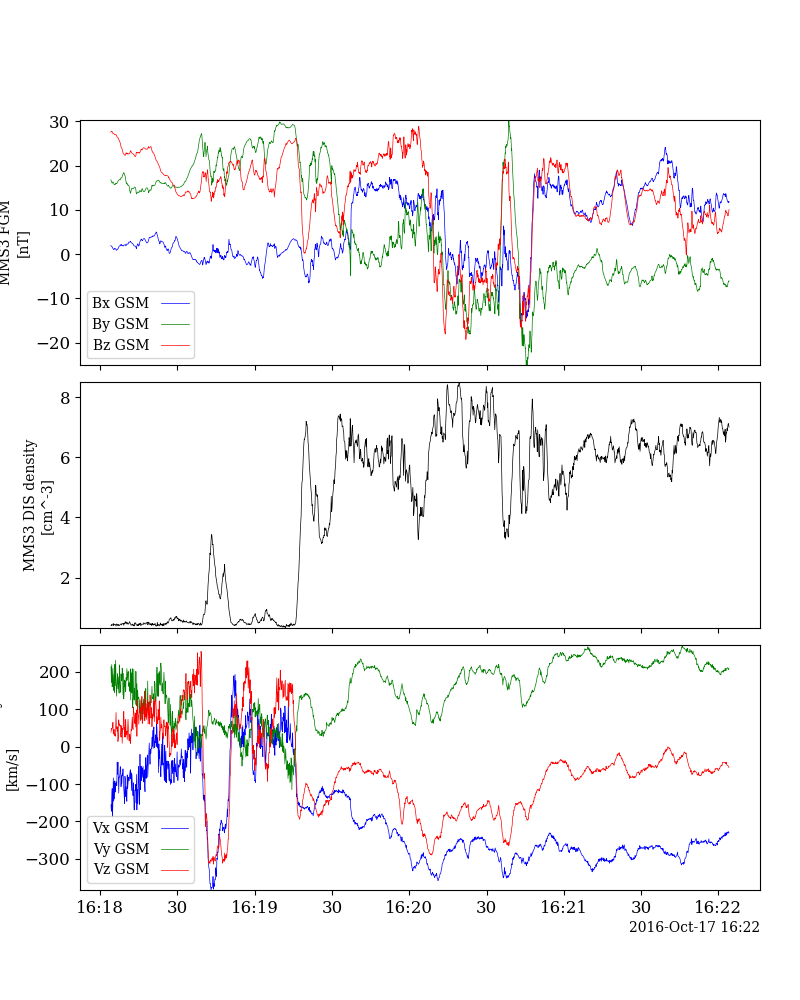 30
20
10
0
−10
−20
MMS3 FGM
[nT]
Bx GSM
By GSM
Bz GSM
8
6
4
2
MMS3 DIS density
[cm^-3]
200
100
0
−100
−200
−300
[km/s]
Vx GSM
Vy GSM
Vz GSM
16:18
30
16:19
30
16:20
30
16:21
30
16:22
2016-Oct-17 16:22